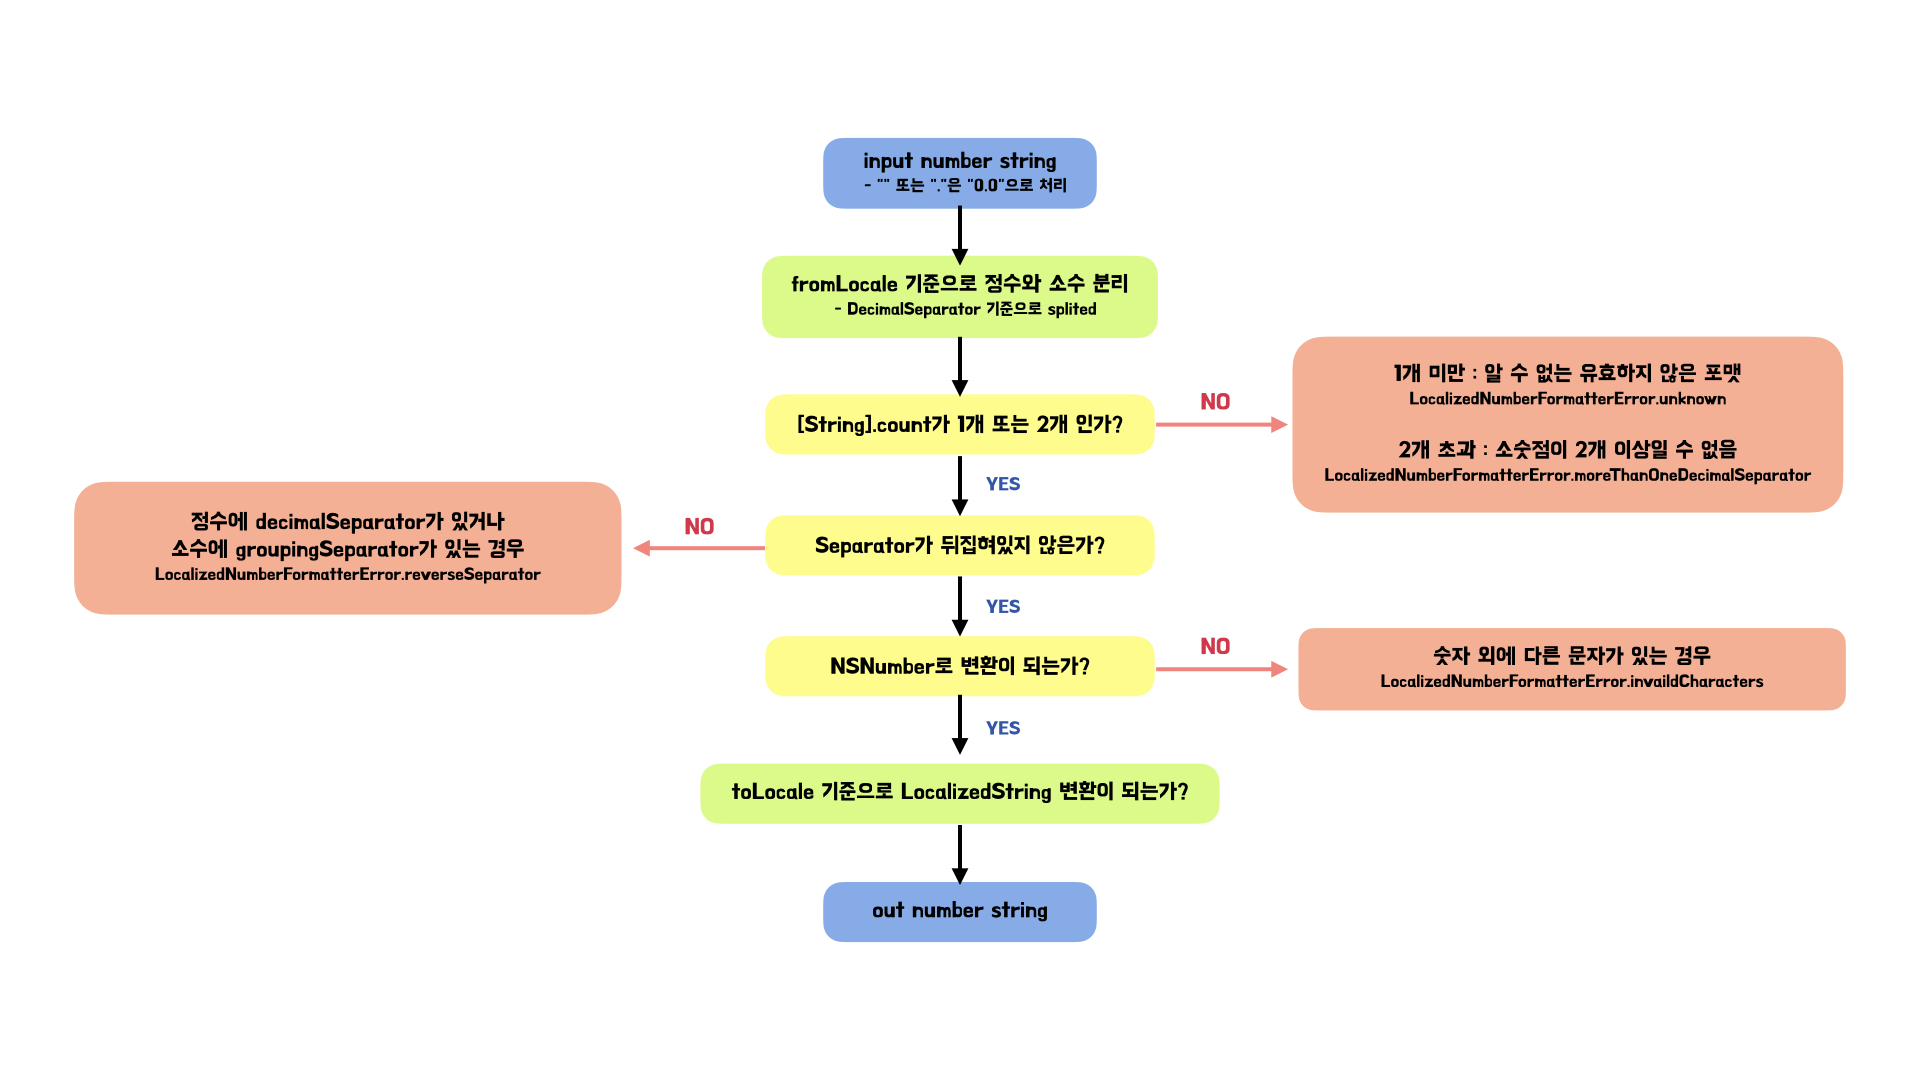 input number string
- "" 또는 "."은 "0.0"으로 처리
fromLocale 기준으로 정수와 소수 분리
- DecimalSeparator 기준으로 splited
[String].count가 1개 또는 2개 인가?
NO
1개 미만 : 알 수 없는 유효하지 않은 포맷
LocalizedNumberFormatterError.unknown
2개 초과 : 소숫점이 2개 이상일 수 없음
LocalizedNumberFormatterError.moreThanOneDecimalSeparator
YES
Separator가 뒤집혀있지 않은가?
NO
정수에 decimalSeparator가 있거나
소수에 groupingSeparator가 있는 경우
LocalizedNumberFormatterError.reverseSeparator
YES
NSNumber로 변환이 되는가?
NO
숫자 외에 다른 문자가 있는 경우
LocalizedNumberFormatterError.invaildCharacters
YES
toLocale 기준으로 LocalizedString 변환이 되는가?
out number string